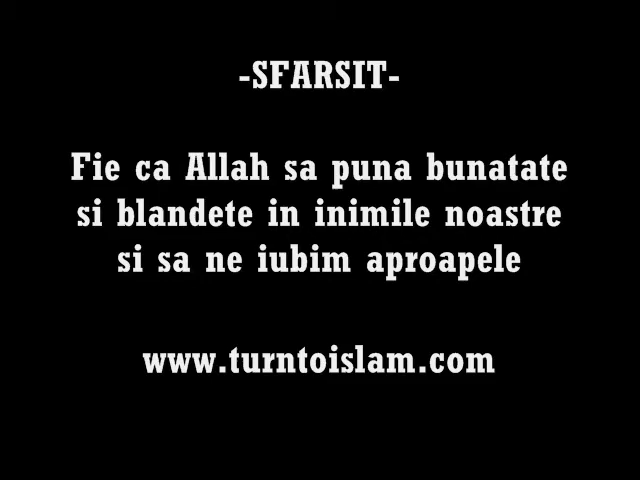 -SFARSIT-
Fie ca Allah sa puna bunatate
si blandete in inimile noastre
si sa ne iubim aproapele
www.turntoislam.com